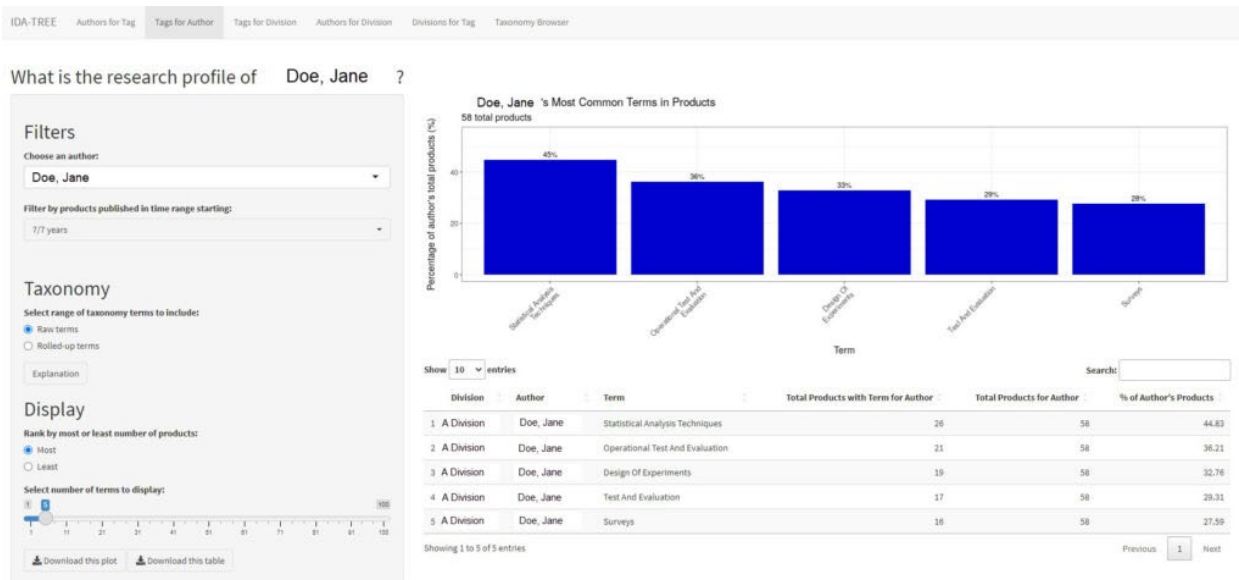 IDA-TREE Authors for Tag Tags for Author Tags for Division Authors for Division Divisions for Tag Taxonomy Browser
What is the research profile of Doe, Jane ?
Filters
Choose an author:
Doe, Jane
Filter by products published in time range starting:
7/7 years
Taxonomy
Select range of taxonomy terms to include:
Raw terms
Rolled-up terms
Explanation
Display
Rank by most or least number of products:
Most
Least
Select number of terms to display:
1 5 100
1 11 21 31 41 51 61 71 81 91 100
Download this plot Download this table
Doe, Jane 's Most Common Terms in Products
58 total products
Percentage of author's total products (%)
40
20
0
45%
36%
33%
29%
28%
Statistical Analysis
Techniques
Operational Test And
Evaluation
Design Of
Experiments
Test And Evaluation
Surveys
Term
Show 10 entries Search:
Division Author Term Total Products with Term for Author Total Products for Author % of Author's Products
1 A Division Doe, Jane Statistical Analysis Techniques 26 58 44.83
2 A Division Doe, Jane Operational Test And Evaluation 21 58 36.21
3 A Division Doe, Jane Design Of Experiments 19 58 32.76
4 A Division Doe, Jane Test And Evaluation 17 58 29.31
5 A Division Doe, Jane Surveys 16 58 27.59
Showing 1 to 5 of 5 entries Previous 1 Next